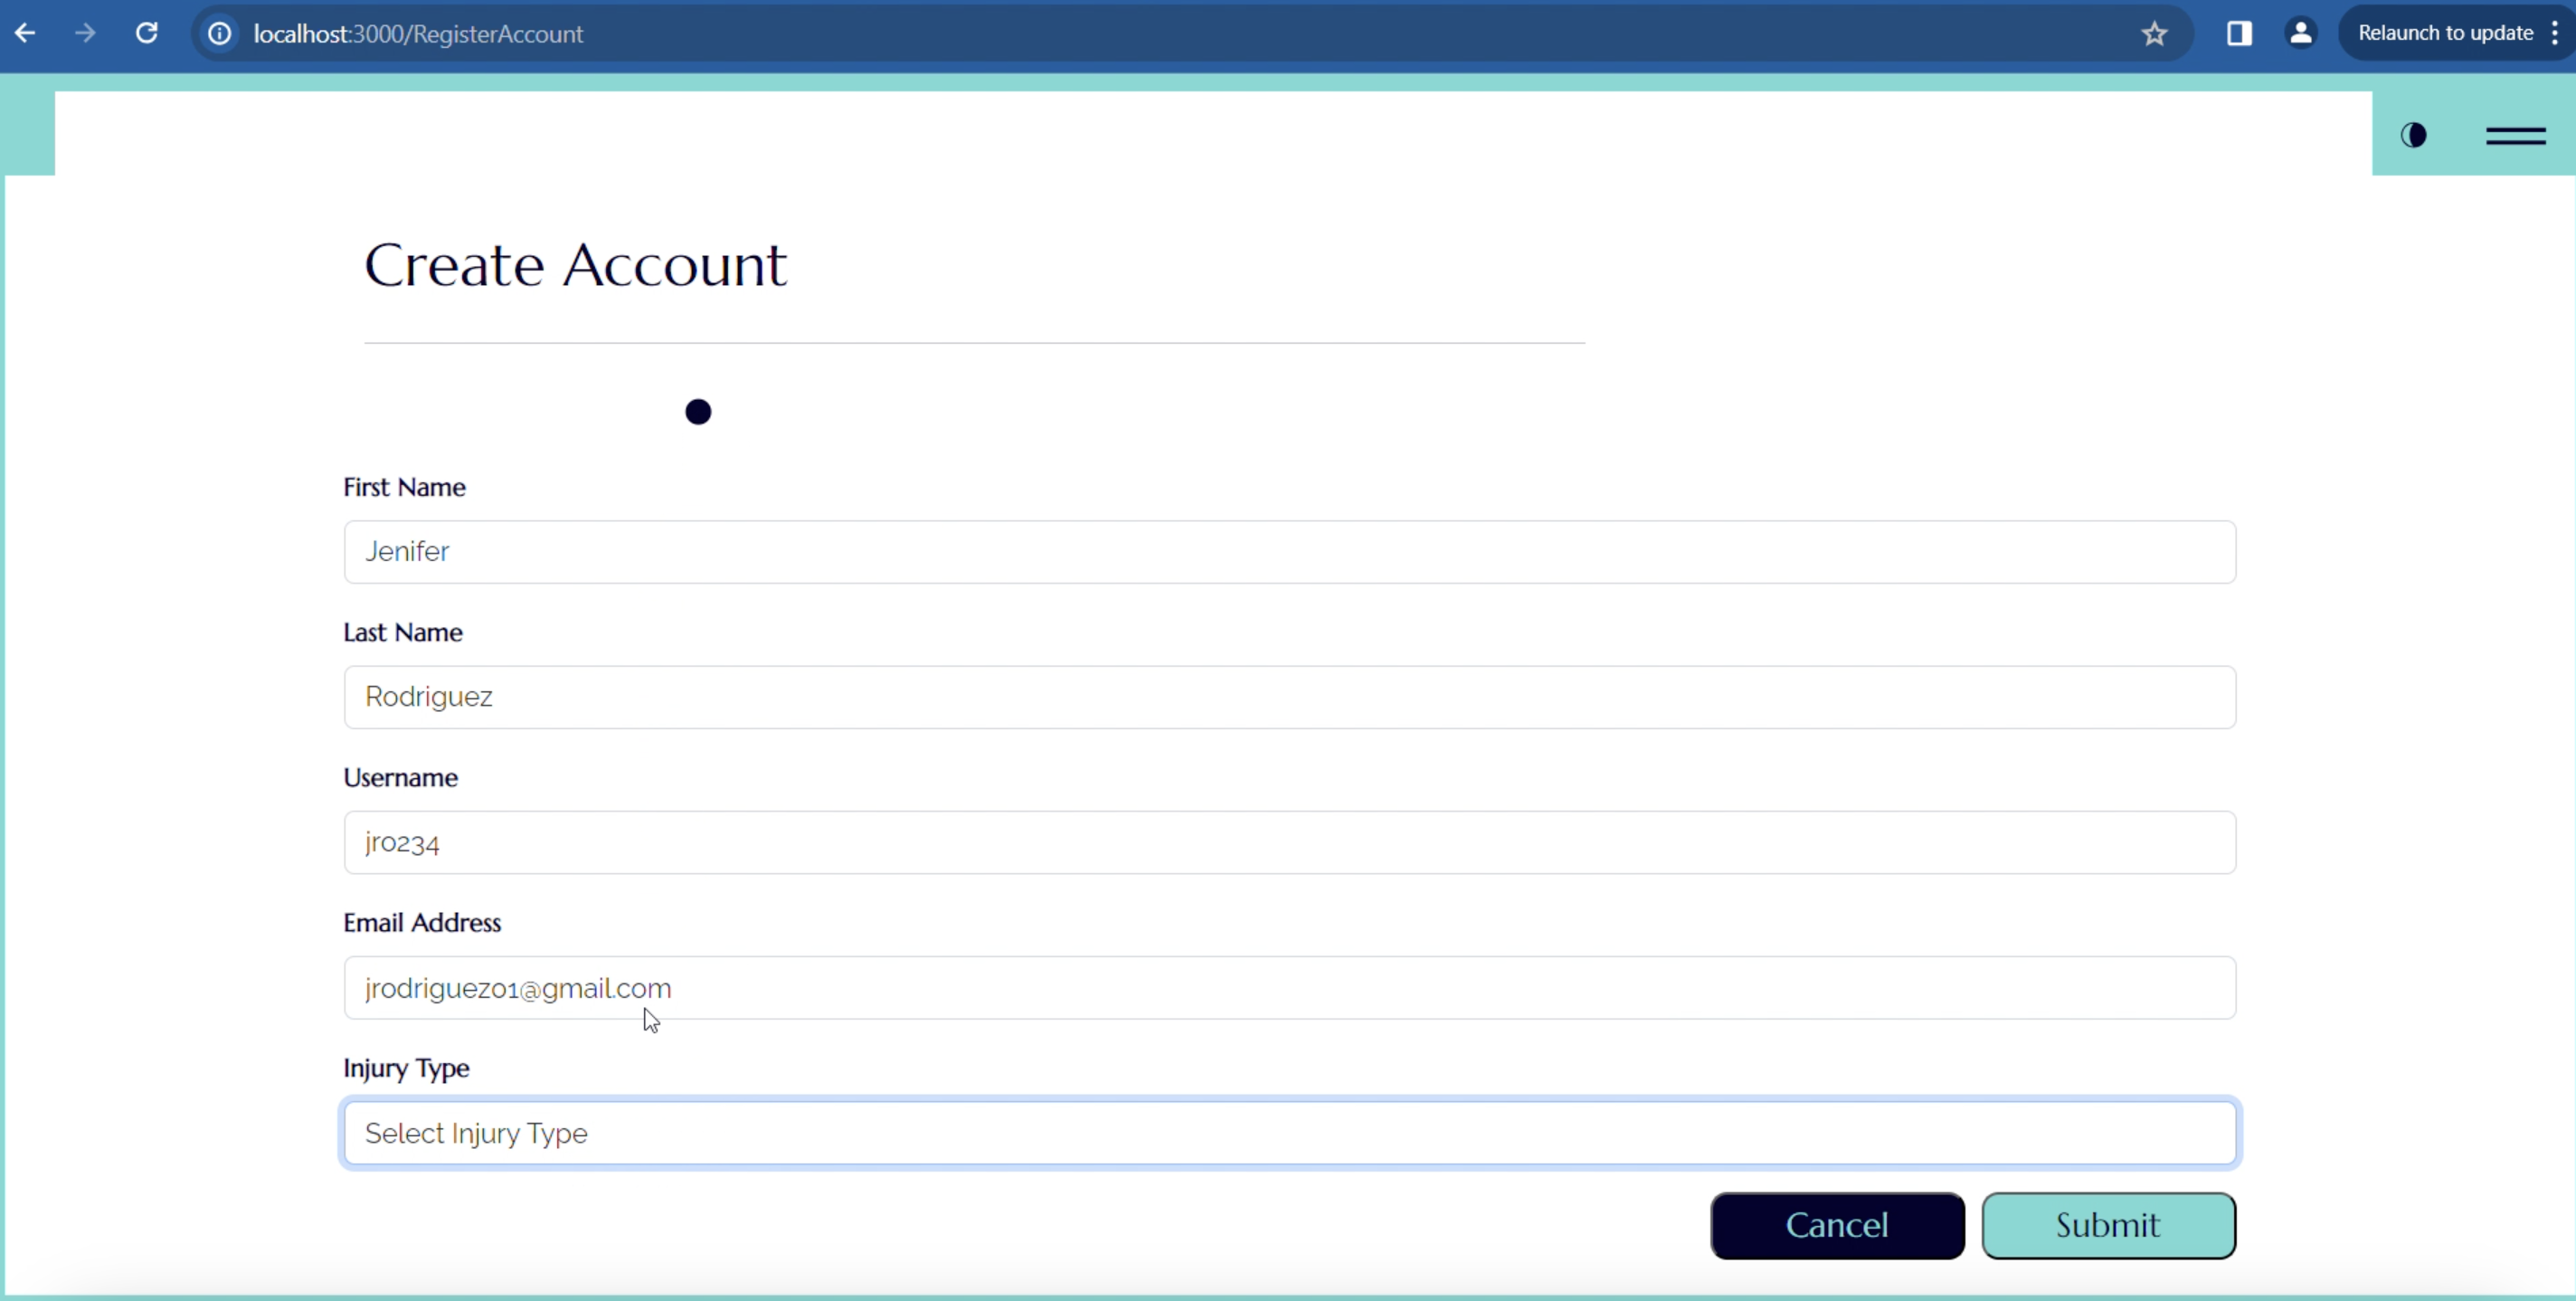 localhost:3000/RegisterAccount
Relaunch to update
Create Account
First Name
Jenifer
Last Name
Rodriguez
Username
jro234
Email Address
jrodriguez01@gmail.com
Injury Type
Select Injury Type
Cancel Submit